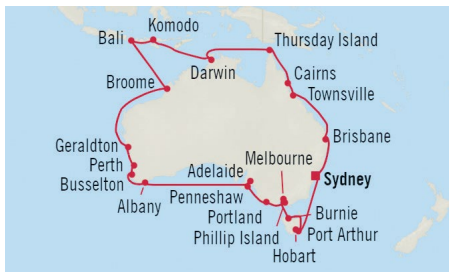 Komodo
Bali
Thursday Island
Darwin
Cairns
Broome
Townsville
Brisbane
Geraldton
Melbourne
Perth
Adelaide
Busselton
Sydney
Penneshaw
Albany
Portland
Burnie
Phillip Island
Port Arthur
Hobart